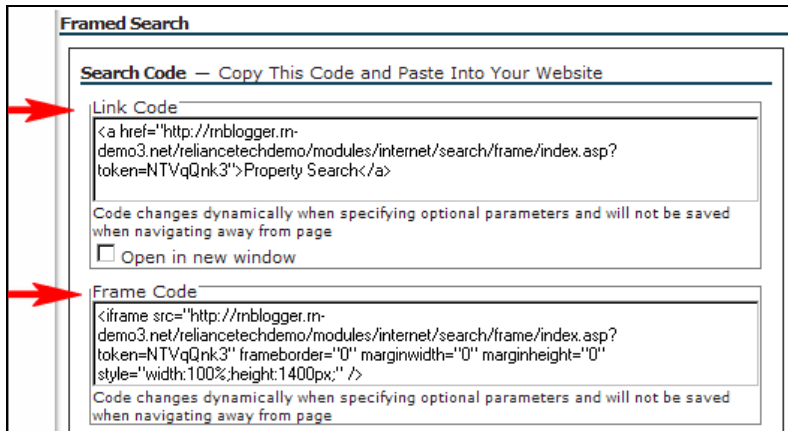 Framed Search
Search Code — Copy This Code and Paste Into Your Website
Link Code
<a href="http://rnblogger.rn-
demo3.net/reliancetechdemo/modules/internet/search/frame/index.asp?
token=NTVqQnk3">Property Search</a>
Code changes dynamically when specifying optional parameters and will not be saved
when navigating away from page
Open in new window
Frame Code
<iframe src="http://rnblogger.rn-
demo3.net/reliancetechdemo/modules/internet/search/frame/index.asp?
token=NTVqQnk3" frameborder="0" marginwidth="0" marginheight="0"
style="width:100%;height:1400px;" />
Code changes dynamically when specifying optional parameters and will not be saved
when navigating away from page